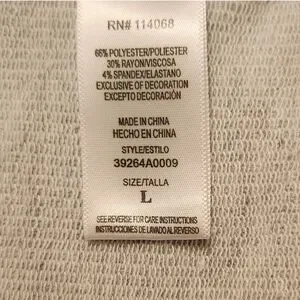 RN# 114068
66% POLYESTER/POLIESTER
30% RAYON/VISCOSA
4% SPANDEX/ELASTANO
EXCLUSIVE OF DECORATION
EXCEPTO DECORACIÓN
MADE IN CHINA
HECHO EN CHINA
STYLE/ESTILO
39264A0009
SIZE/TALLA
L
SEE REVERSE FOR CARE INSTRUCTIONS
INSTRUCCIONES DE LAVADO AL REVERSO